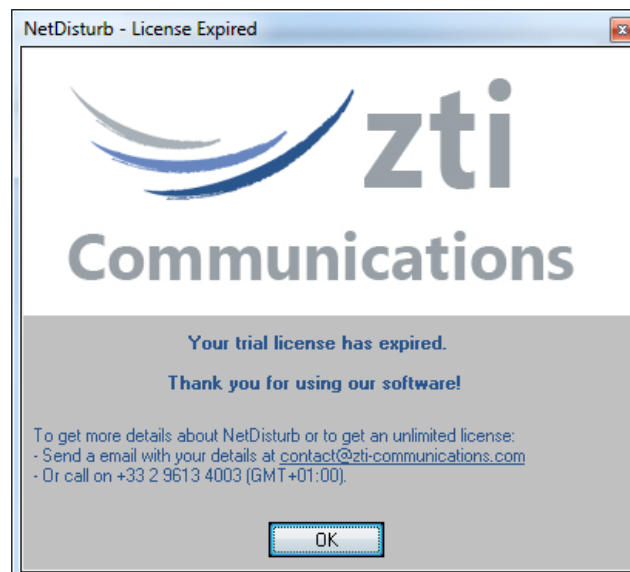 NetDisturb - License Expired
zti
Communications
Your trial license has expired.
Thank you for using our software!
To get more details about NetDisturb or to get an unlimited license:
- Send a email with your details at contact@zti-communications.com
- Or call on +33 2 9613 4003 (GMT+01:00).
OK